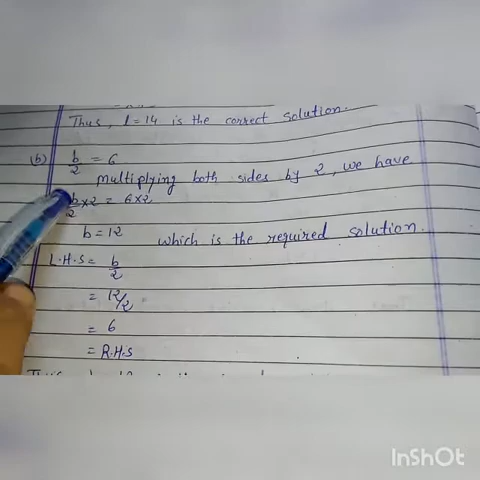 Thus, l=14 is the correct solution.
(b) b/2 = 6
multiplying both sides by 2, we have
b/2 ×2 = 6×2
b = 12 which is the required solution.
L.H.S = b/2
= 12/2
= 6
= R.H.S
InShOt